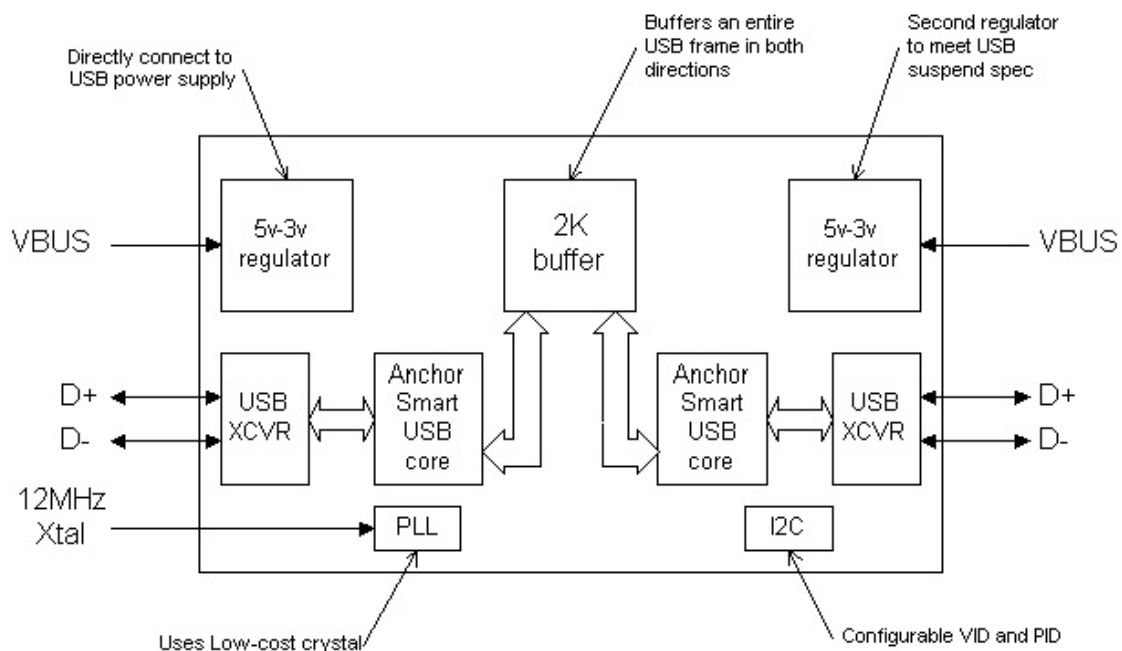 Directly connect to
USB power supply
Buffers an entire
USB frame in both
directions
Second regulator
to meet USB
suspend spec
VBUS
5v-3v
regulator
2K
buffer
5v-3v
regulator
VBUS
D+
D-
USB
XCVR
Anchor
Smart
USB
core
Anchor
Smart
USB
core
USB
XCVR
D+
D-
12MHz
Xtal
PLL
I2C
Uses Low-cost crystal
Configurable VID and PID